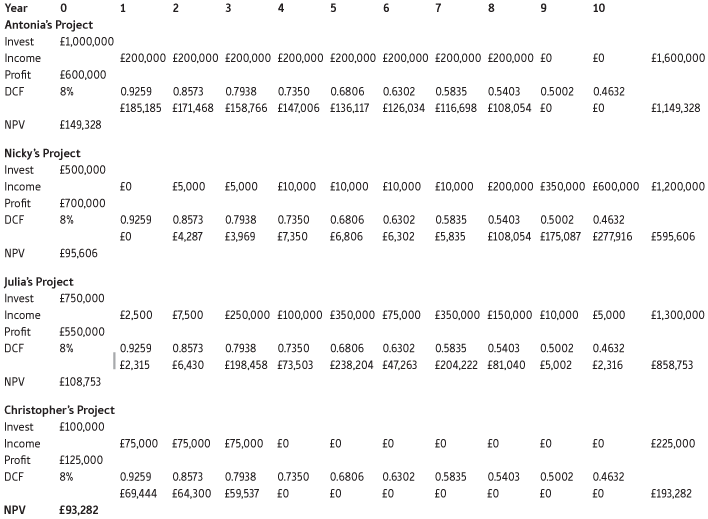 Year 0 1 2 3 4 5 6 7 8 9 10
Antonia's Project
Invest £1,000,000
Income £200,000 £200,000 £200,000 £200,000 £200,000 £200,000 £200,000 £200,000 £0 £0 £1,600,000
Profit £600,000
DCF 8% 0.9259 0.8573 0.7938 0.7350 0.6806 0.6302 0.5835 0.5403 0.5002 0.4632
£185,185 £171,468 £158,766 £147,006 £136,117 £126,034 £116,698 £108,054 £0 £0 £1,149,328
NPV £149,328
Nicky's Project
Invest £500,000
Income £0 £5,000 £5,000 £10,000 £10,000 £10,000 £10,000 £200,000 £350,000 £600,000 £1,200,000
Profit £700,000
DCF 8% 0.9259 0.8573 0.7938 0.7350 0.6806 0.6302 0.5835 0.5403 0.5002 0.4632
£0 £4,287 £3,969 £7,350 £6,806 £6,302 £5,835 £108,054 £175,087 £277,916 £595,606
NPV £95,606
Julia's Project
Invest £750,000
Income £2,500 £7,500 £250,000 £100,000 £350,000 £75,000 £350,000 £150,000 £10,000 £5,000 £1,300,000
Profit £550,000
DCF 8% 0.9259 0.8573 0.7938 0.7350 0.6806 0.6302 0.5835 0.5403 0.5002 0.4632
£2,315 £6,430 £198,458 £73,503 £238,204 £47,263 £204,222 £81,040 £5,002 £2,316 £858,753
NPV £108,753
Christopher's Project
Invest £100,000
Income £75,000 £75,000 £75,000 £0 £0 £0 £0 £0 £0 £0 £225,000
Profit £125,000
DCF 8% 0.9259 0.8573 0.7938 0.7350 0.6806 0.6302 0.5835 0.5403 0.5002 0.4632
£69,444 £64,300 £59,537 £0 £0 £0 £0 £0 £0 £0 £193,282
NPV £93,282